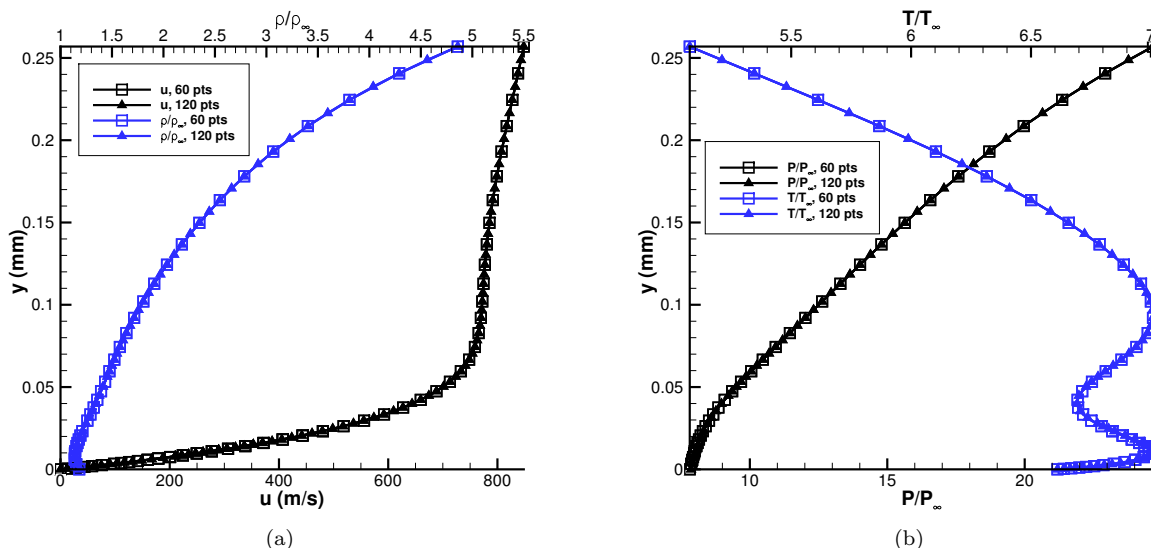 ρ/ρ∞
1 1.5 2 2.5 3 3.5 4 4.5 5 5.5
0.25
0.2
0.15
0.1
0.05
0
y (mm)
u, 60 pts
u, 120 pts
ρ/ρ∞, 60 pts
ρ/ρ∞, 120 pts
0 200 400 600 800
u (m/s)
(a)
T/T∞
5.5 6 6.5 7
0.25
0.2
0.15
0.1
0.05
0
y (mm)
P/P∞, 60 pts
P/P∞, 120 pts
T/T∞, 60 pts
T/T∞, 120 pts
10 15 20
P/P∞
(b)